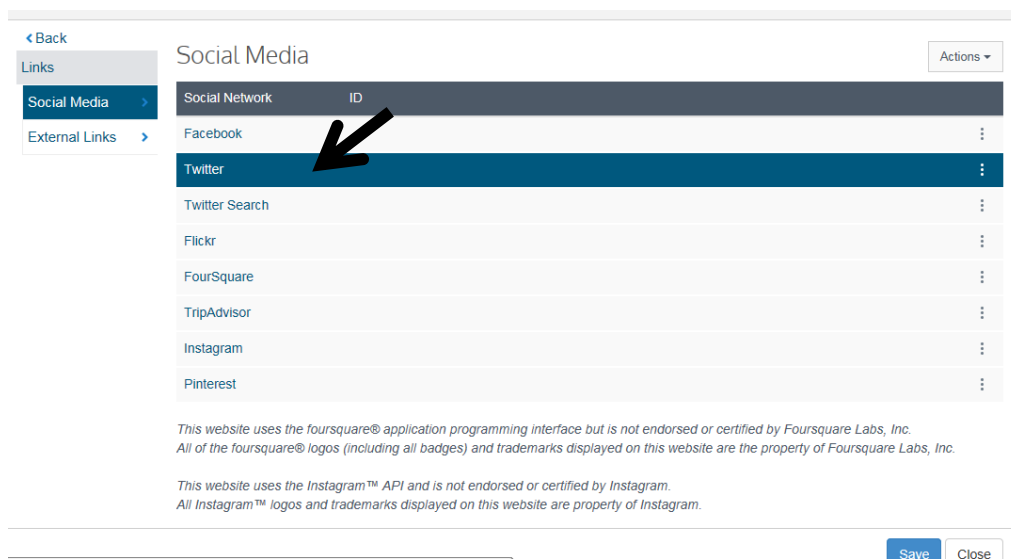 Back
Links
Social Media
External Links
Social Media
Actions
Social Network ID
Facebook
Twitter
Twitter Search
Flickr
FourSquare
TripAdvisor
Instagram
Pinterest
This website uses the foursquare® application programming interface but is not endorsed or certified by Foursquare Labs, Inc.
All of the foursquare® logos (including all badges) and trademarks displayed on this website are the property of Foursquare Labs, Inc.
This website uses the Instagram™ API and is not endorsed or certified by Instagram.
All Instagram™ logos and trademarks displayed on this website are property of Instagram.
Save Close